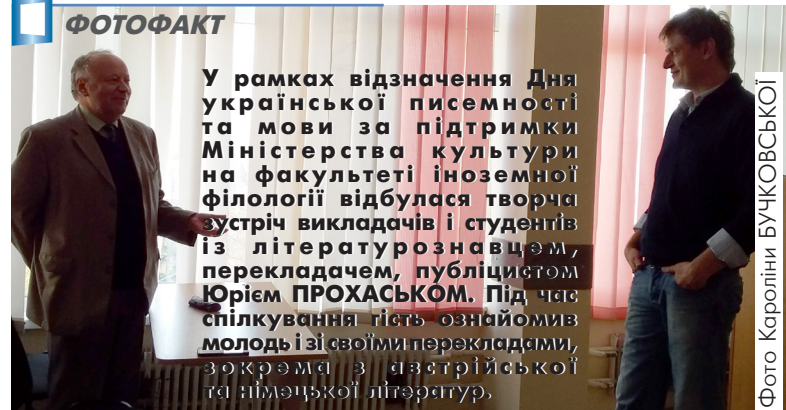 ФОТОФАКТ
У рамках відзначення Дня
української писемності
та мови за підтримки
Міністерства культури
на факультеті іноземної
філології відбулася творча
зустріч викладачів і студентів
із літературознавцем,
перекладачем, публіцистом
Юрієм ПРОХАСЬКОМ. Під час
спілкування гість ознайомив
молодь і зі своїми перекладами,
зокрема з австрійської
та німецької літератур.
Фото Кароліни БУЧКОВСЬКОЇ